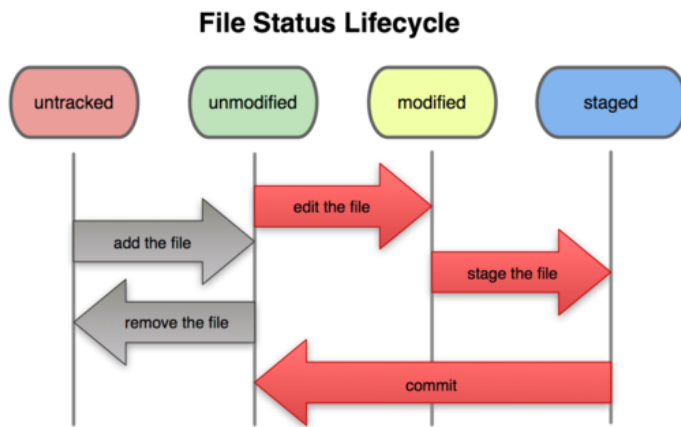 File Status Lifecycle
untracked
unmodified
modified
staged
edit the file
add the file
stage the file
remove the file
commit